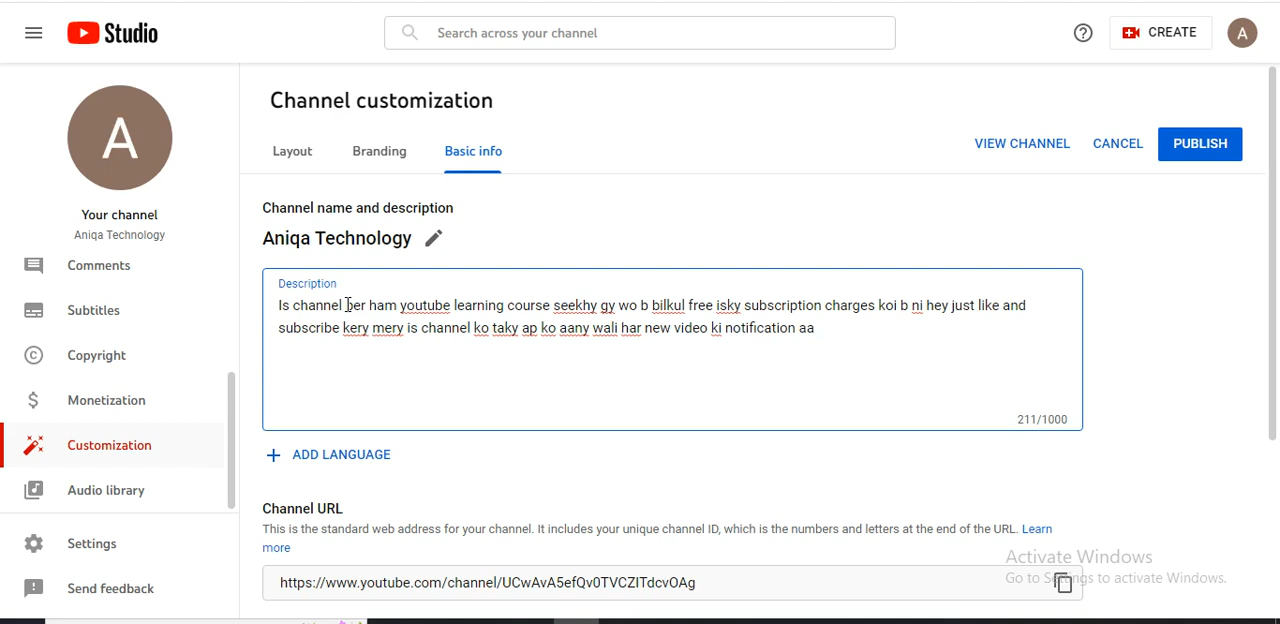 Studio
Search across your channel
CREATE
A
A
Your channel
Aniqa Technology
Comments
Subtitles
Copyright
Monetization
Customization
Audio library
Settings
Send feedback
Channel customization
Layout
Branding
Basic info
VIEW CHANNEL
CANCEL
PUBLISH
Channel name and description
Aniqa Technology
Description
Is channel per ham youtube learning course seekhy gy wo b bilkul free isky subscription charges koi b ni hey just like and
subscribe kery mery is channel ko taky ap ko aany wali har new video ki notification aa
211/1000
ADD LANGUAGE
Channel URL
This is the standard web address for your channel. It includes your unique channel ID, which is the numbers and letters at the end of the URL. Learn
more
https://www.youtube.com/channel/UCwAvA5efQv0TVCZITdcvOAg
Activate Windows
Go to Settings to activate Windows.